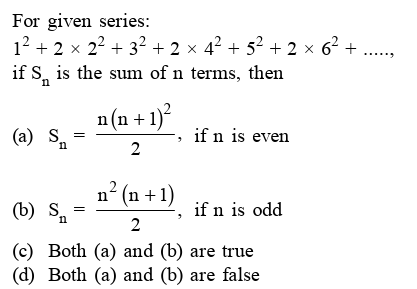 For given series:
1² + 2 × 2² + 3² + 2 × 4² + 5² + 2 × 6² + .....,
if Sₙ is the sum of n terms, then
(a) Sₙ = n(n + 1)²/2, if n is even
(b) Sₙ = n²(n + 1)/2, if n is odd
(c) Both (a) and (b) are true
(d) Both (a) and (b) are false